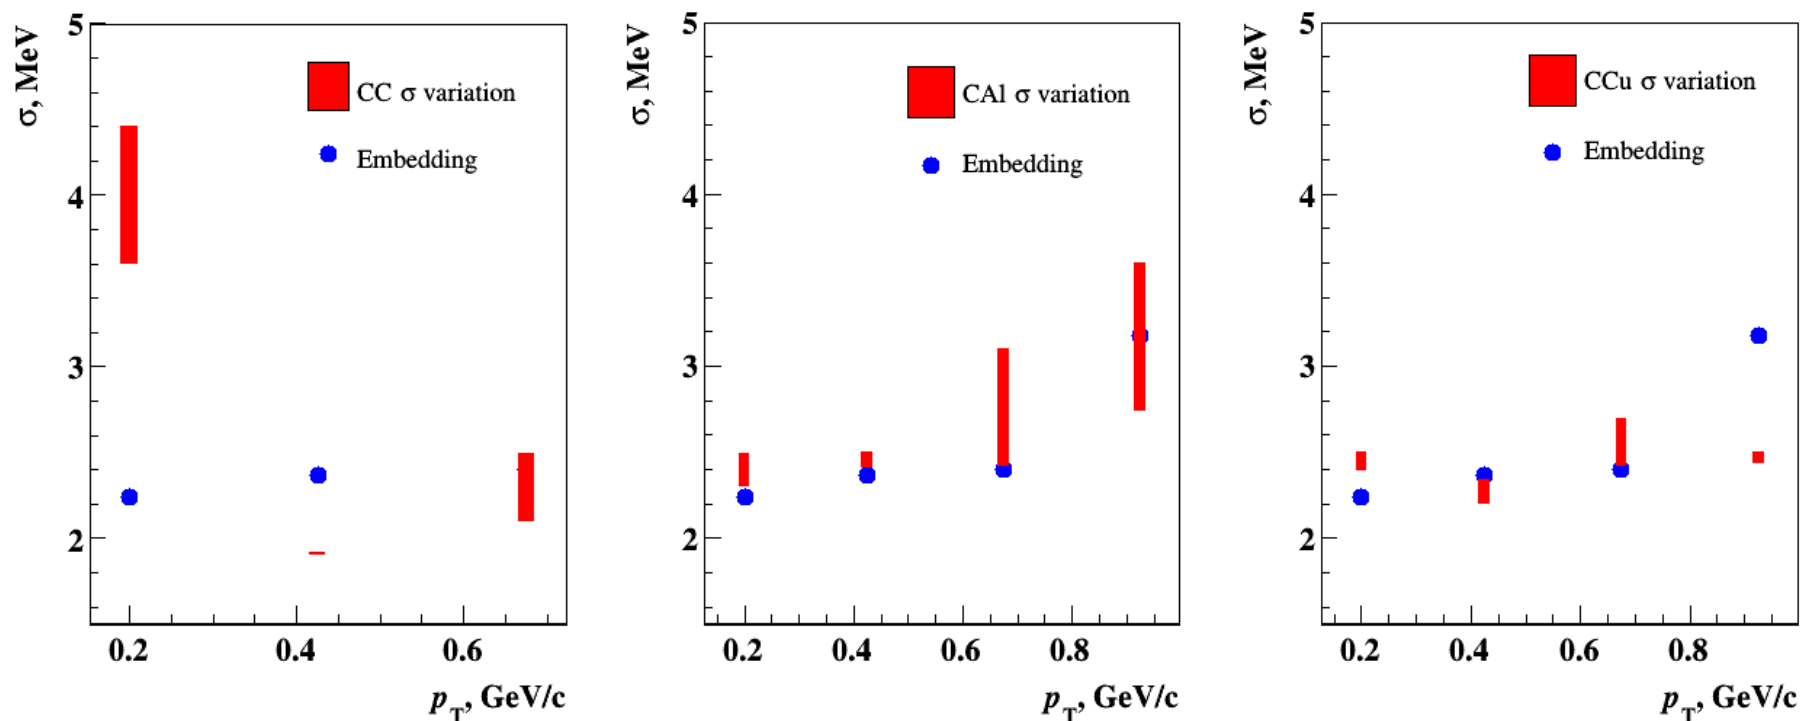 σ, MeV
5
4
3
2
CC σ variation
Embedding
0.2 0.4 0.6
p_T, GeV/c
σ, MeV
5
4
3
2
CAl σ variation
Embedding
0.2 0.4 0.6 0.8
p_T, GeV/c
σ, MeV
5
4
3
2
CCu σ variation
Embedding
0.2 0.4 0.6 0.8
p_T, GeV/c